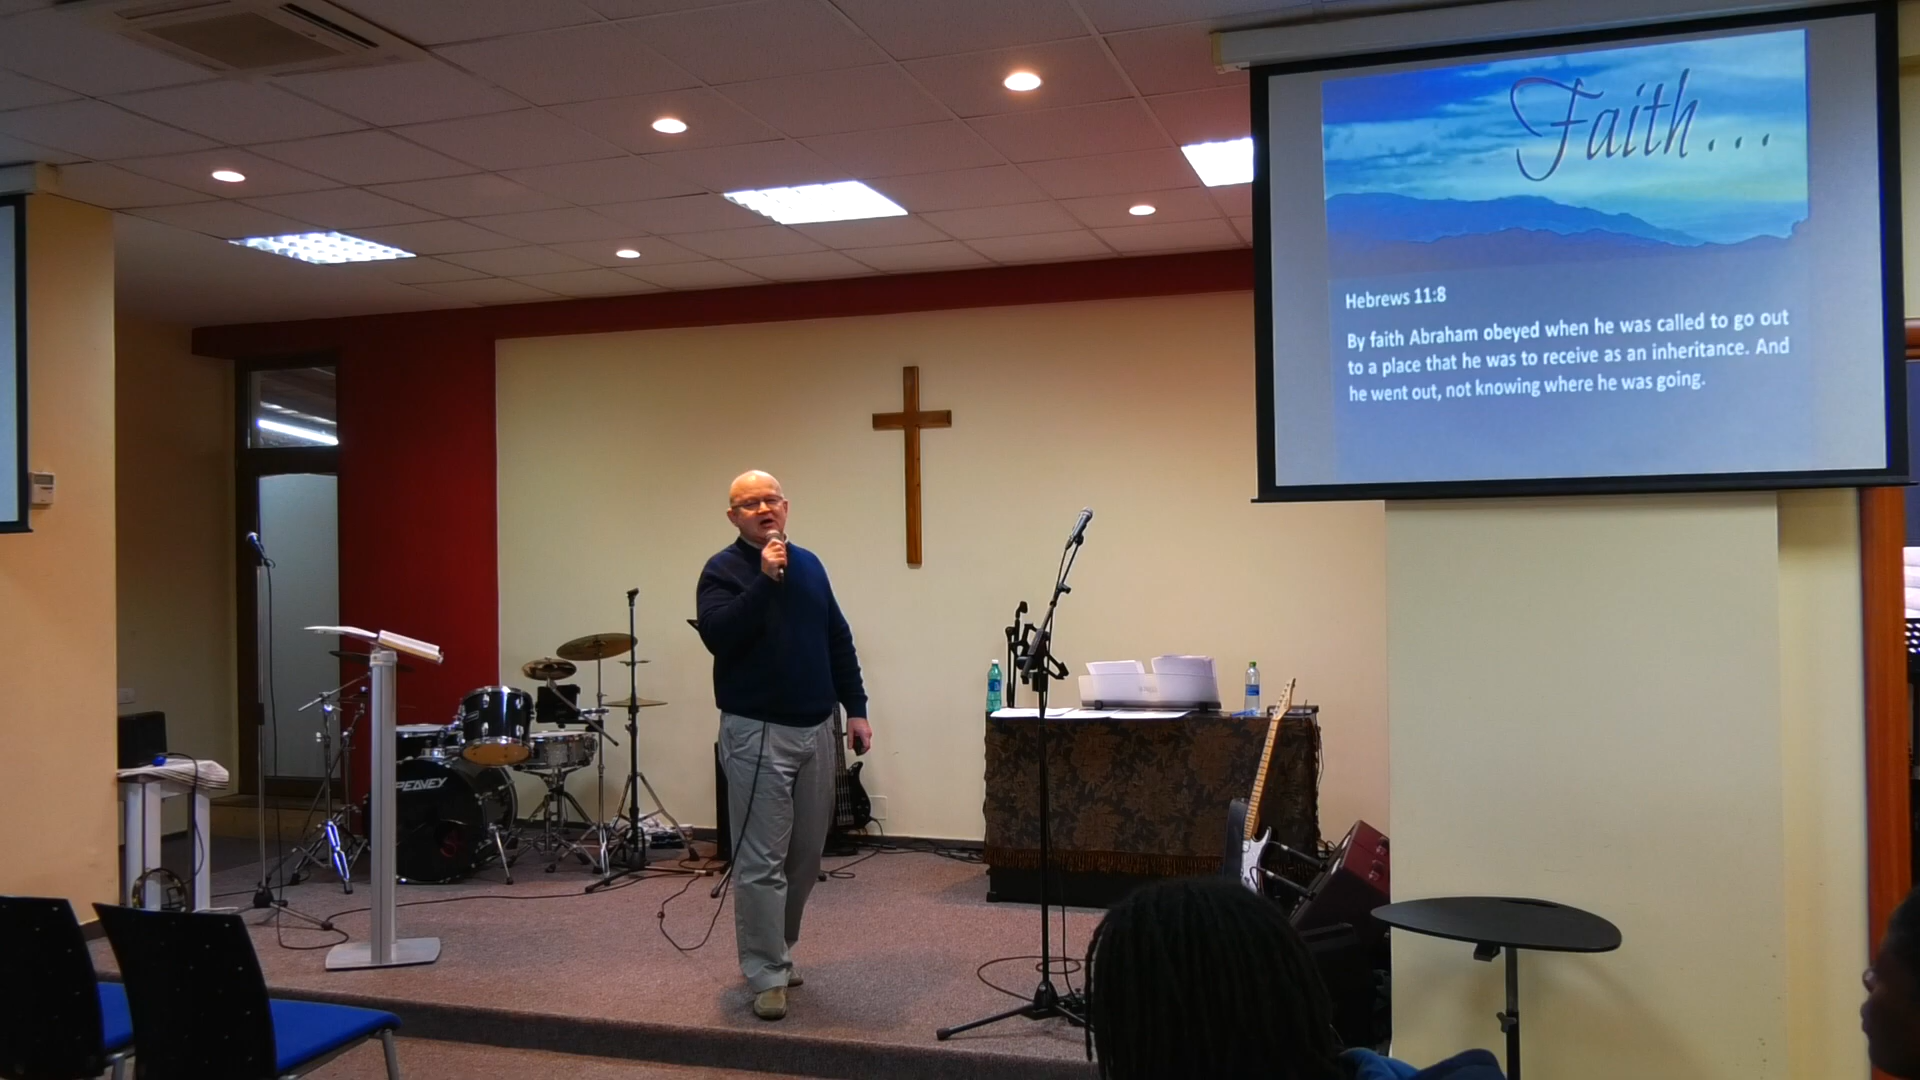 Faith...
Hebrews 11:8
By faith Abraham obeyed when he was called to go out
to a place that he was to receive as an inheritance. And
he went out, not knowing where he was going.
PEAVEY